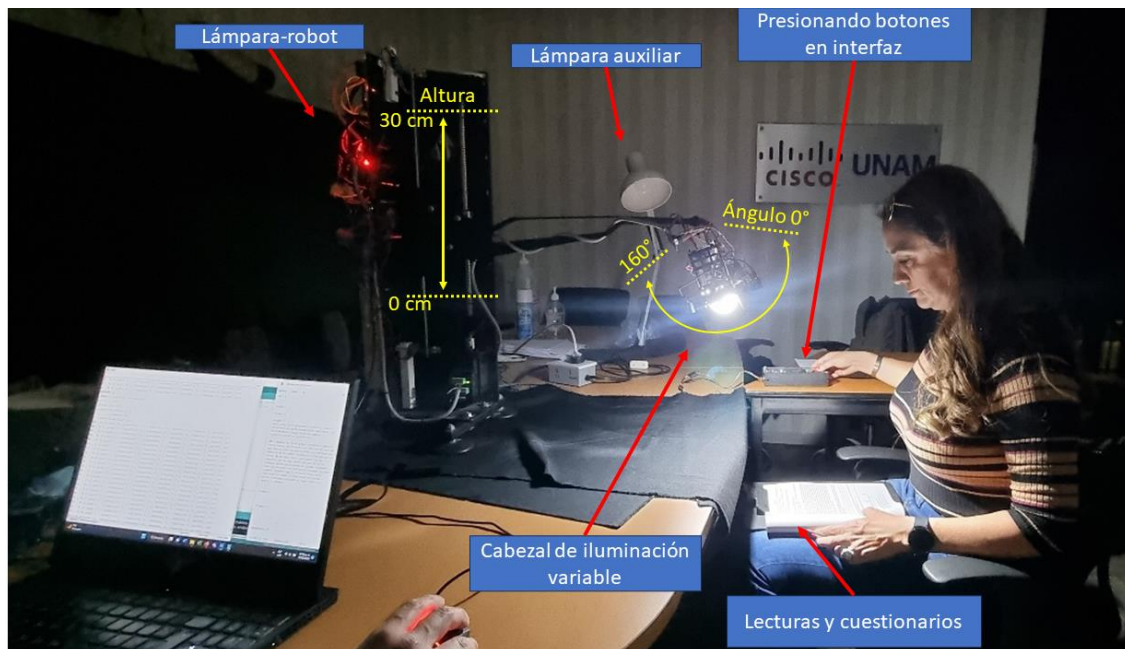 Lámpara-robot
Lámpara auxiliar
Presionando botones
en interfaz
Altura
30 cm
0 cm
160°
Ángulo 0°
CISCO
UNAM
Cabezal de iluminación
variable
Lecturas y cuestionarios